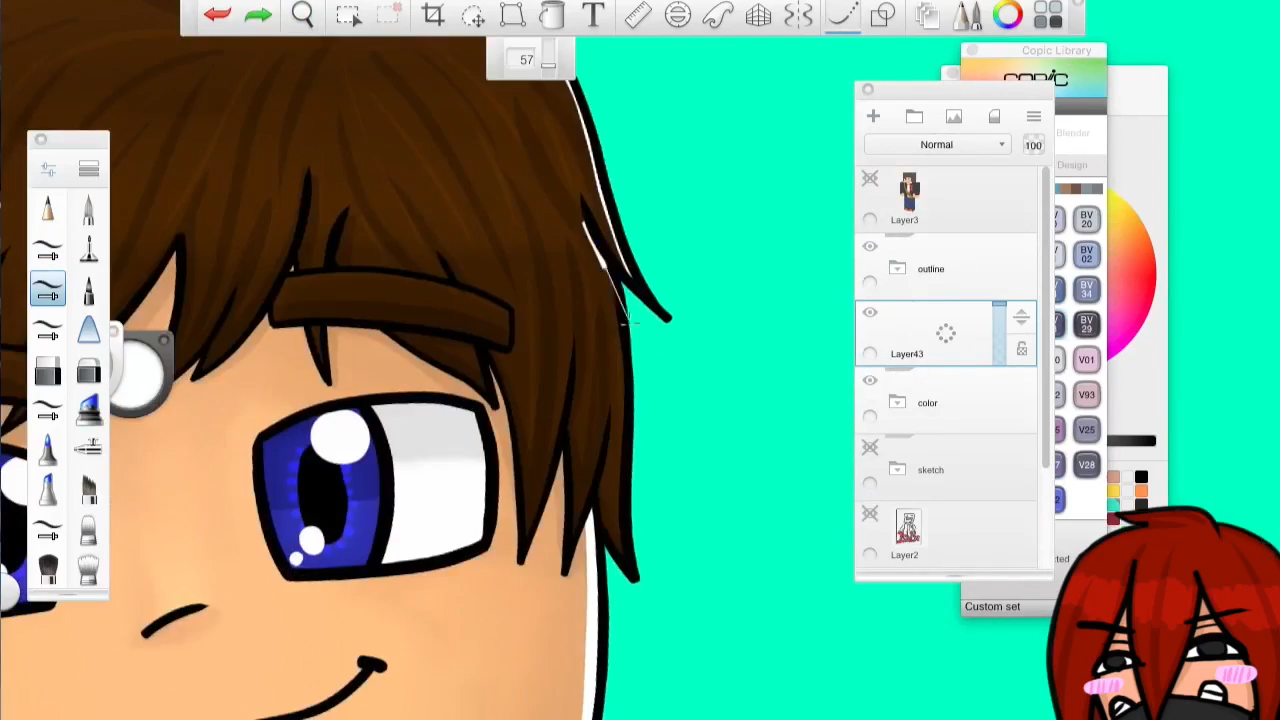 T
57
Copic Library
COPIC
Normal
100
Blender
Design
Layer3
BV
20
outline
BV
02
BV
34
Layer43
BV
29
V01
color
V93
V25
sketch
V28
Layer2
Custom set